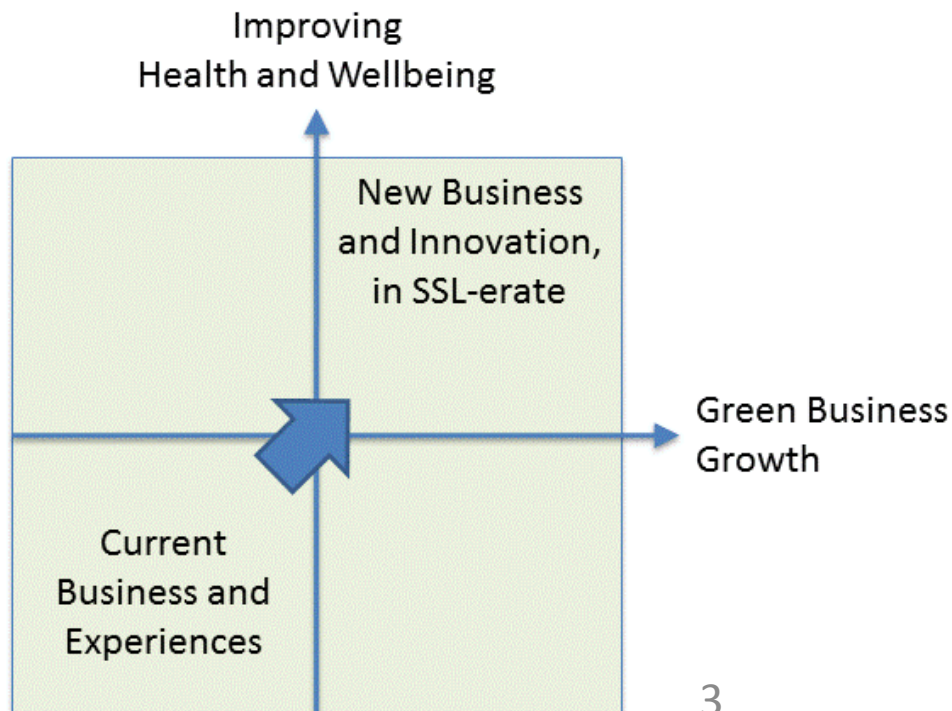 Improving
Health and Wellbeing
New Business
and Innovation,
in SSL-erate
Green Business
Growth
Current
Business and
Experiences
3